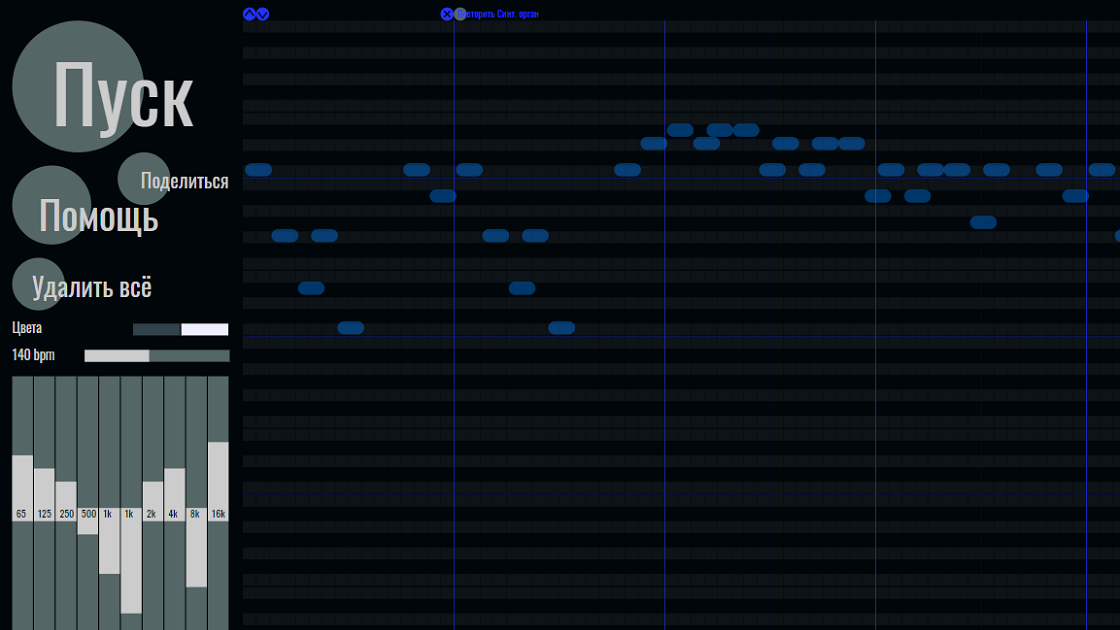 Повторить Синт. орган
Пуск
Поделиться
Помощь
Удалить всё
Цвета
140 bpm
65 125 250 500 1k 1k 2k 4k 8k 16k